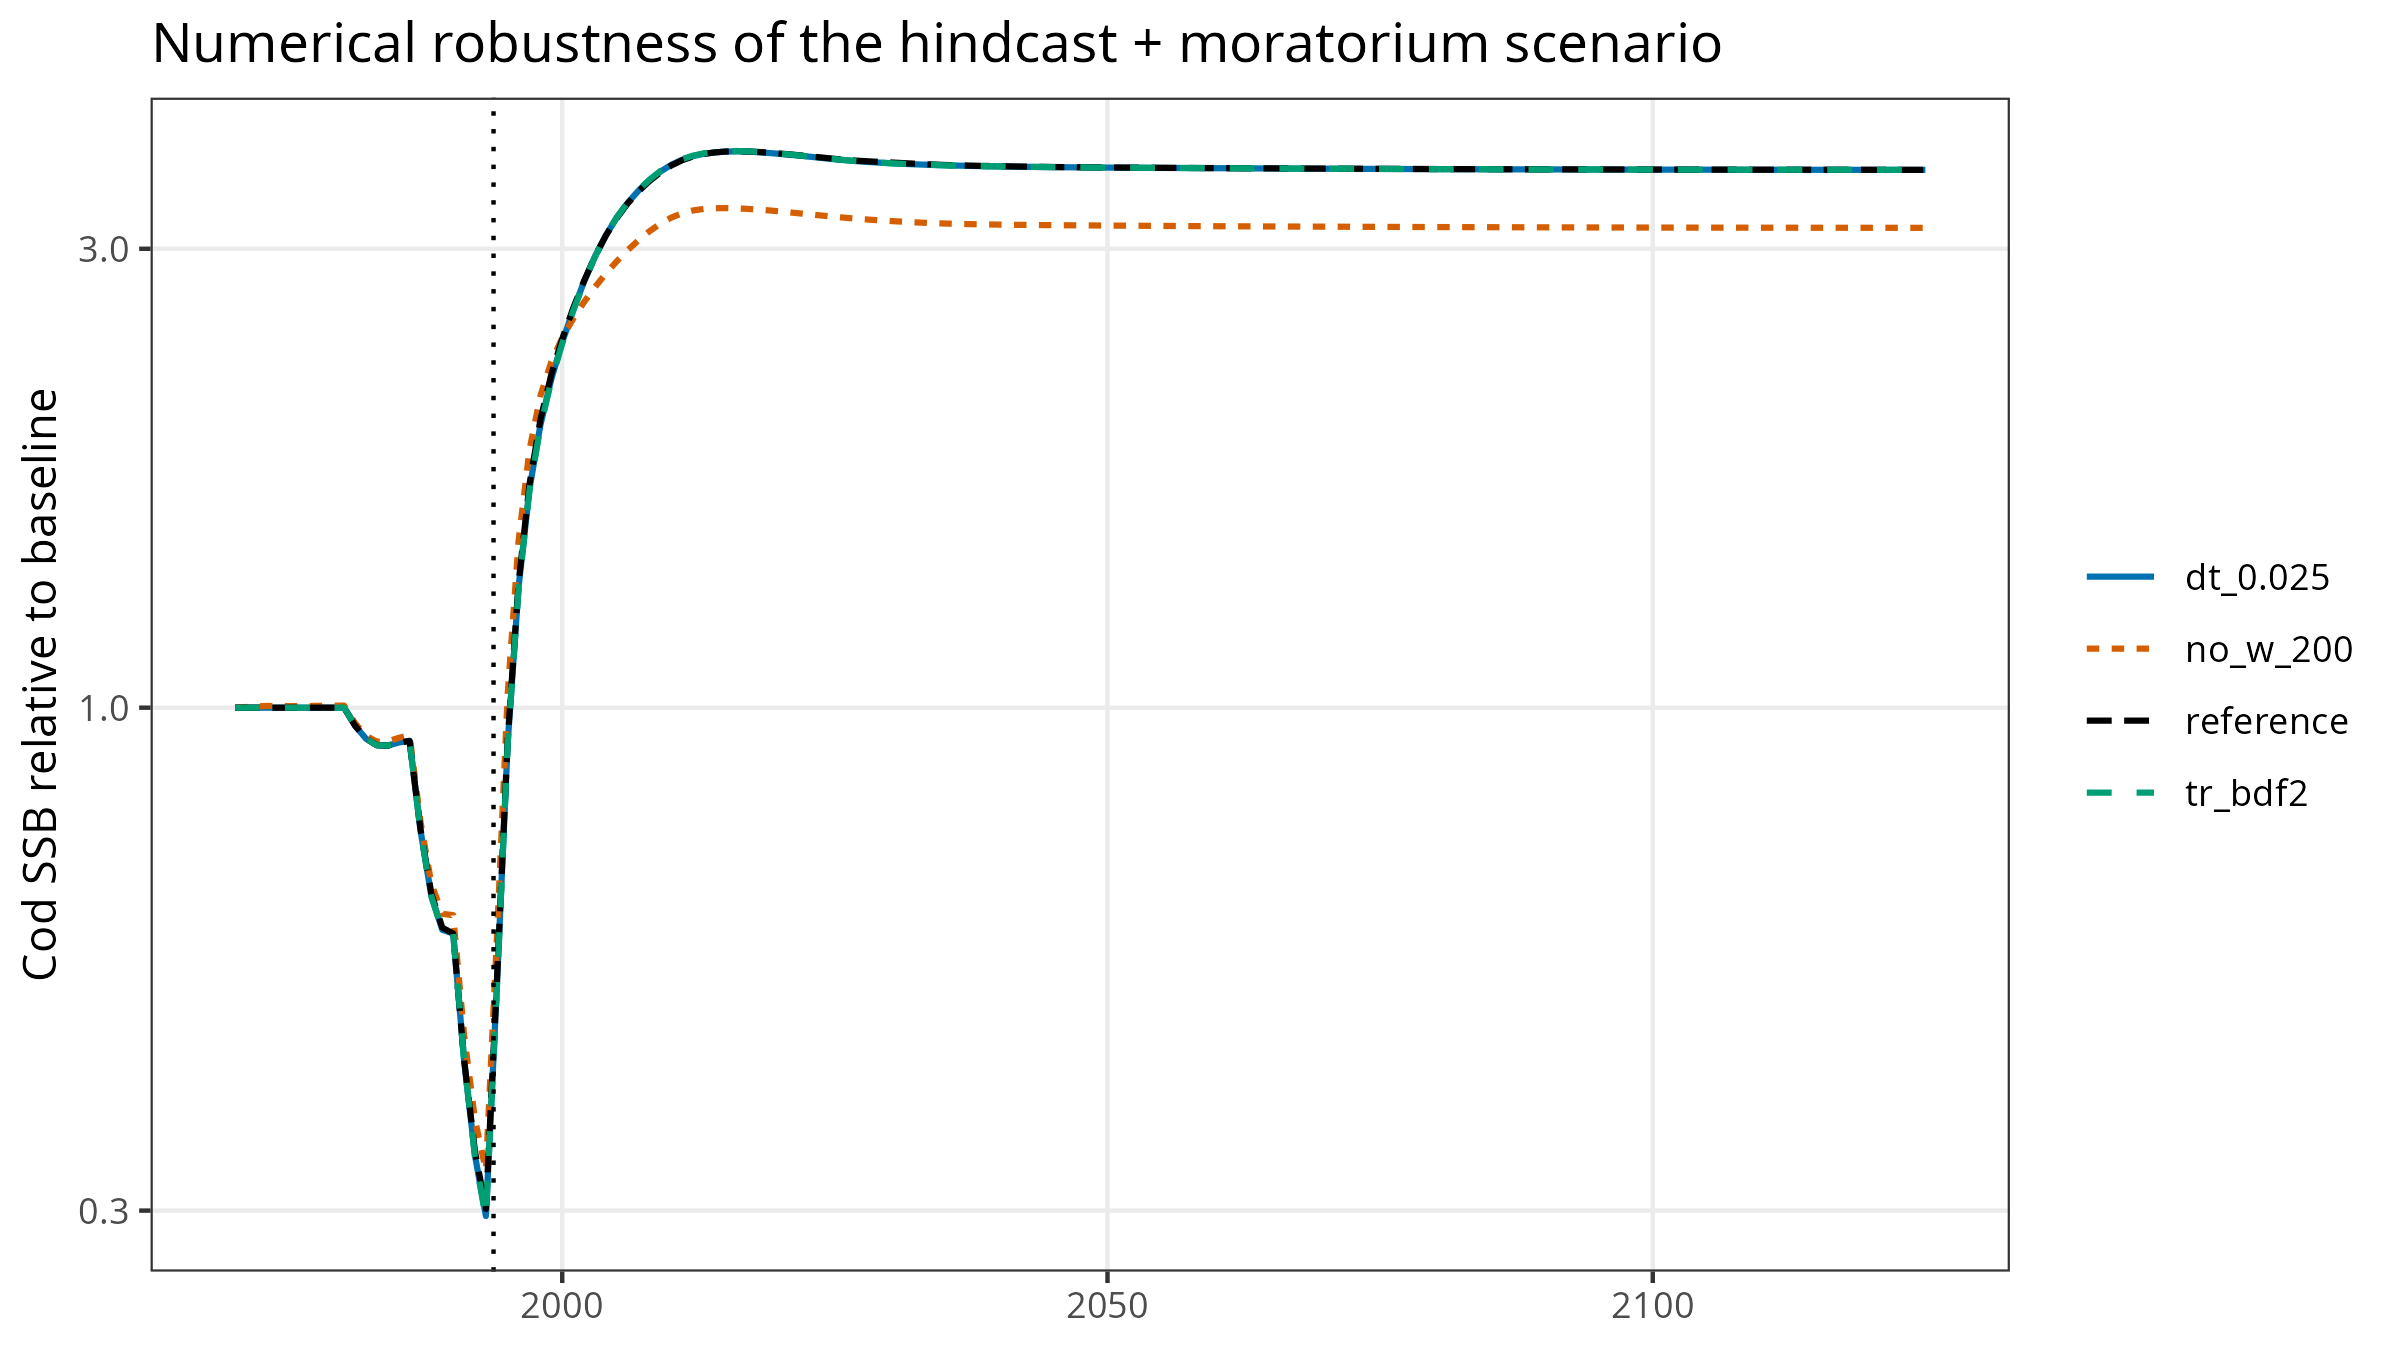 Numerical robustness of the hindcast + moratorium scenario
Cod SSB relative to baseline
3.0
1.0
0.3
2000
2050
2100
dt_0.025
no_w_200
reference
tr_bdf2